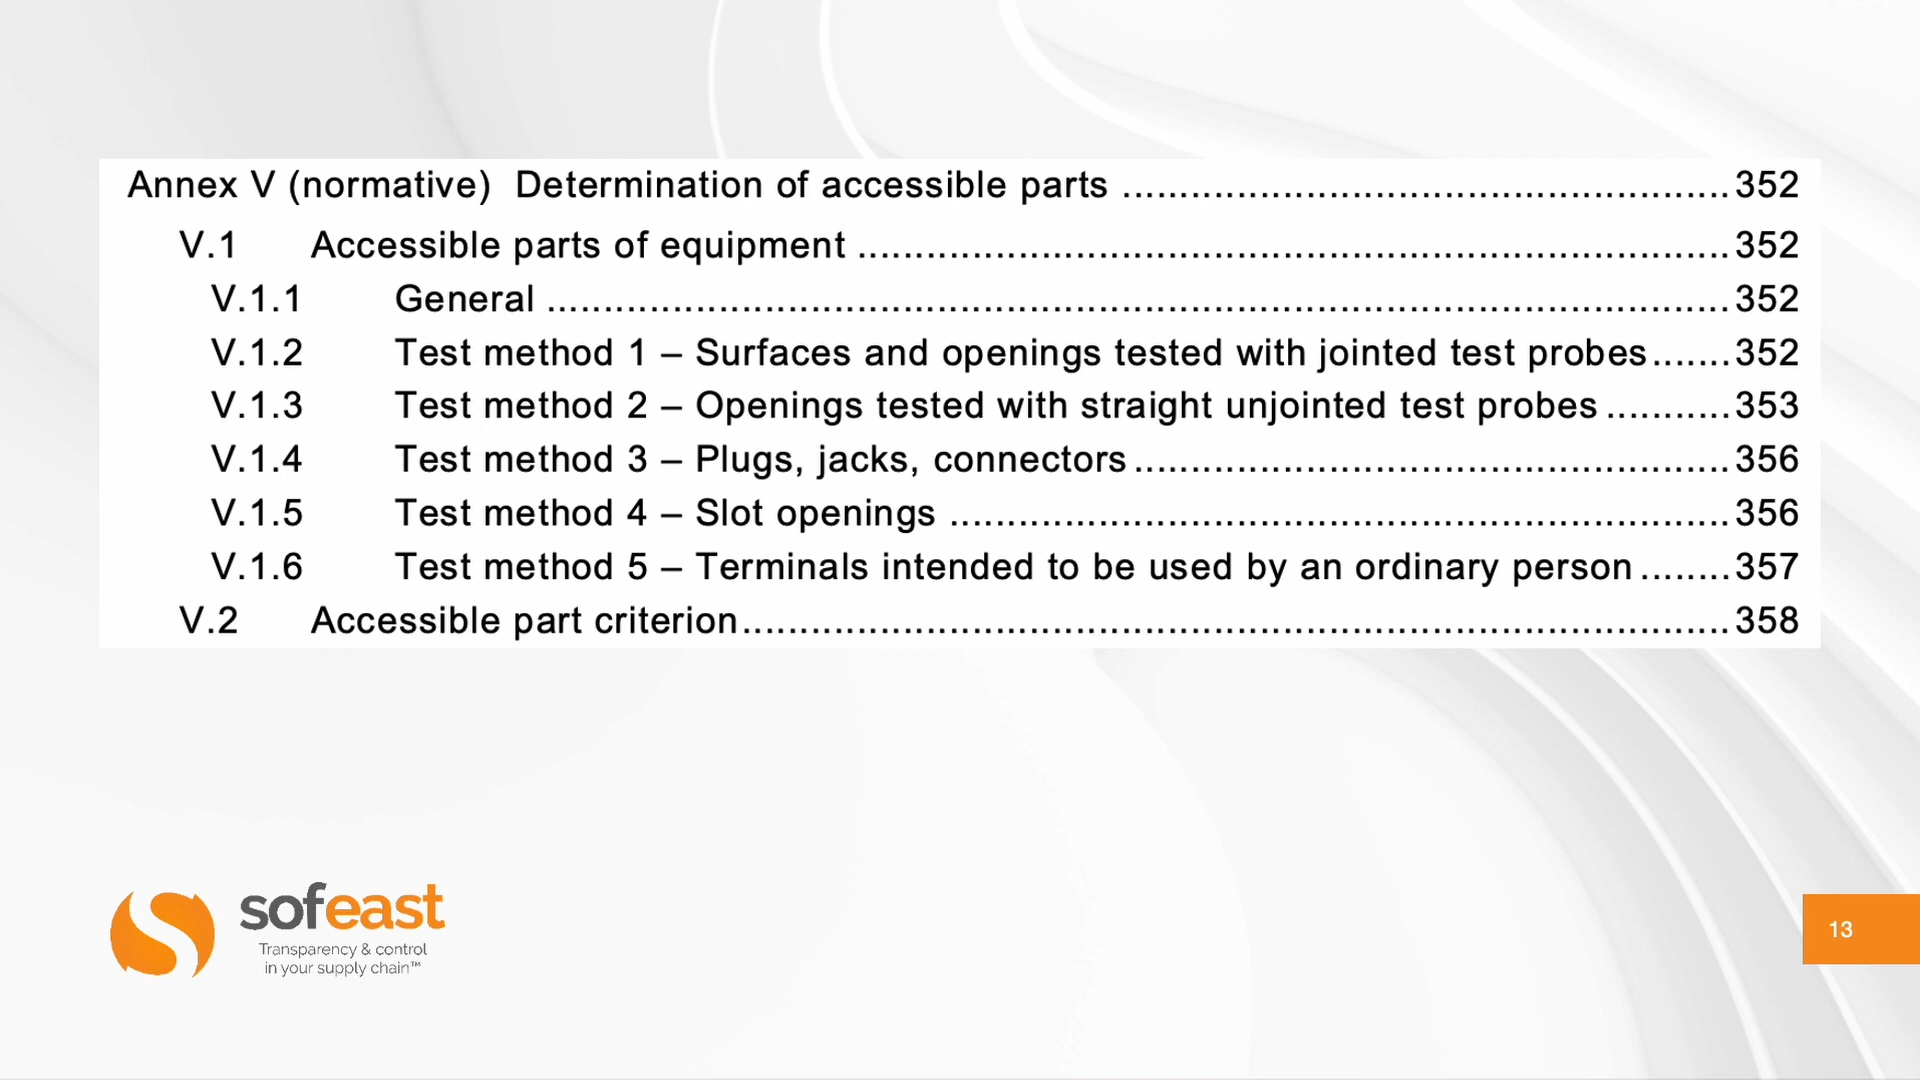 Annex V (normative)  Determination of accessible parts ................................................................ 352
V.1 Accessible parts of equipment ................................................................ 352
V.1.1 General ................................................................ 352
V.1.2 Test method 1 – Surfaces and openings tested with jointed test probes ....... 352
V.1.3 Test method 2 – Openings tested with straight unjointed test probes ........... 353
V.1.4 Test method 3 – Plugs, jacks, connectors ................................................................ 356
V.1.5 Test method 4 – Slot openings ................................................................ 356
V.1.6 Test method 5 – Terminals intended to be used by an ordinary person ........ 357
V.2 Accessible part criterion ................................................................ 358
sofeast
Transparency & control
in your supply chain™
13